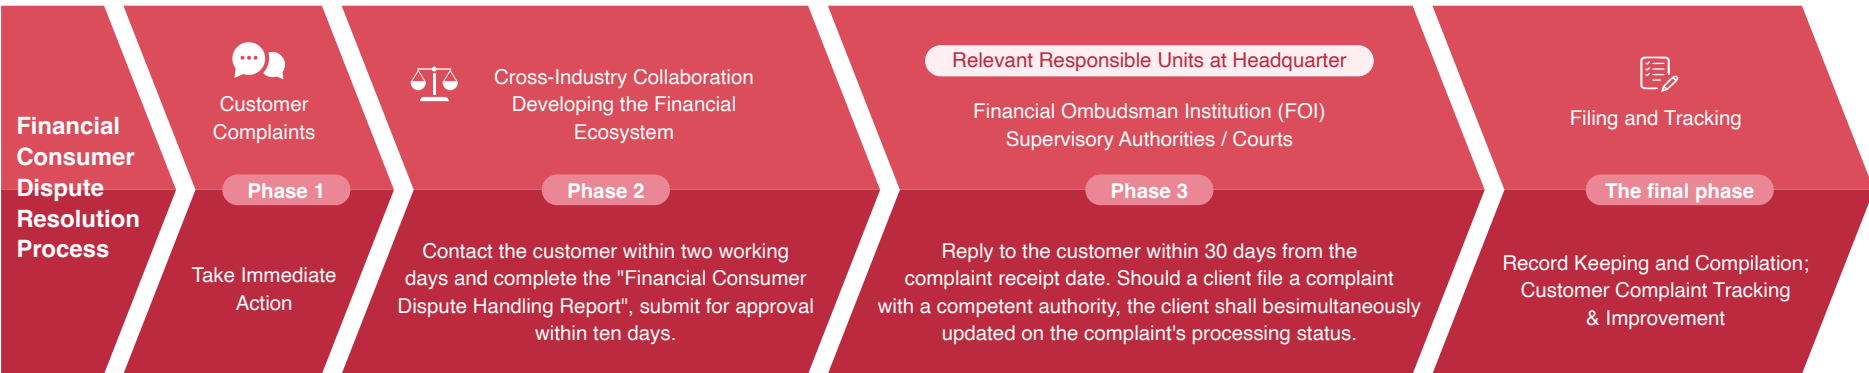 Financial
Consumer
Dispute
Resolution
Process
Customer
Complaints
Phase 1
Take Immediate
Action
Cross-Industry Collaboration
Developing the Financial
Ecosystem
Phase 2
Contact the customer within two working
days and complete the "Financial Consumer
Dispute Handling Report", submit for approval
within ten days.
Relevant Responsible Units at Headquarter
Financial Ombudsman Institution (FOI)
Supervisory Authorities / Courts
Phase 3
Reply to the customer within 30 days from the
complaint receipt date. Should a client file a complaint
with a competent authority, the client shall besimultaneously
updated on the complaint's processing status.
Filing and Tracking
The final phase
Record Keeping and Compilation;
Customer Complaint Tracking
& Improvement